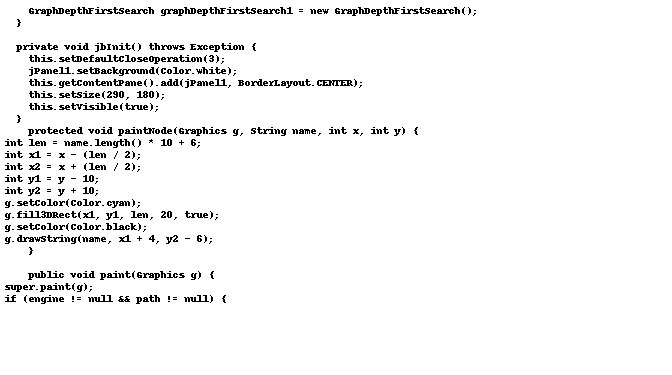 GraphDepthFirstSearch graphDepthFirstSearch1 = new GraphDepthFirstSearch();
}
private void jbInit() throws Exception {
this.setDefaultCloseOperation(3);
jPanel1.setBackground(Color.white);
this.getContentPane().add(jPanel1, BorderLayout.CENTER);
this.setSize(290, 180);
this.setVisible(true);
}
protected void paintNode(Graphics g, String name, int x, int y) {
int len = name.length() * 10 + 6;
int x1 = x - (len / 2);
int x2 = x + (len / 2);
int y1 = y - 10;
int y2 = y + 10;
g.setColor(Color.cyan);
g.fill3DRect(x1, y1, len, 20, true);
g.setColor(Color.black);
g.drawString(name, x1 + 4, y2 - 6);
}
public void paint(Graphics g) {
super.paint(g);
if (engine != null && path != null) {